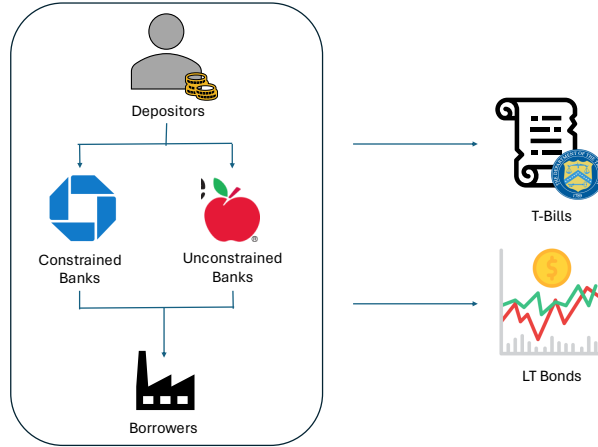 Depositors
Constrained
Banks
Unconstrained
Banks
®
Borrowers
T-Bills
$
LT Bonds